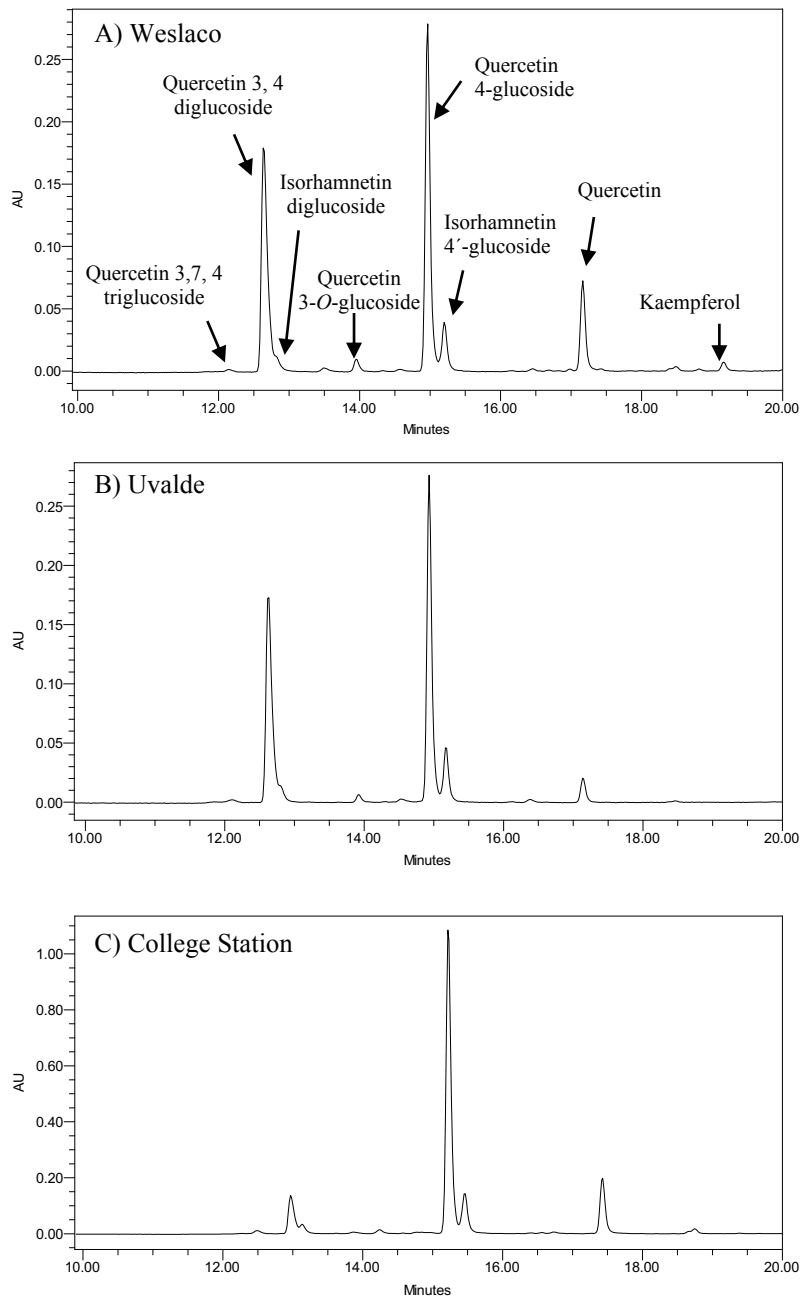 A) Weslaco
Quercetin 3, 4
diglucoside
Quercetin
4-glucoside
Isorhamnetin
diglucoside
Quercetin
Isorhamnetin
4´-glucoside
Quercetin 3,7, 4
triglucoside
Quercetin
3-O-glucoside
Kaempferol
AU
0.25
0.20
0.15
0.10
0.05
0.00
10.00 12.00 14.00 16.00 18.00 20.00
Minutes
B) Uvalde
AU
0.25
0.20
0.15
0.10
0.05
0.00
10.00 12.00 14.00 16.00 18.00 20.00
Minutes
C) College Station
AU
1.00
0.80
0.60
0.40
0.20
0.00
10.00 12.00 14.00 16.00 18.00 20.00
Minutes